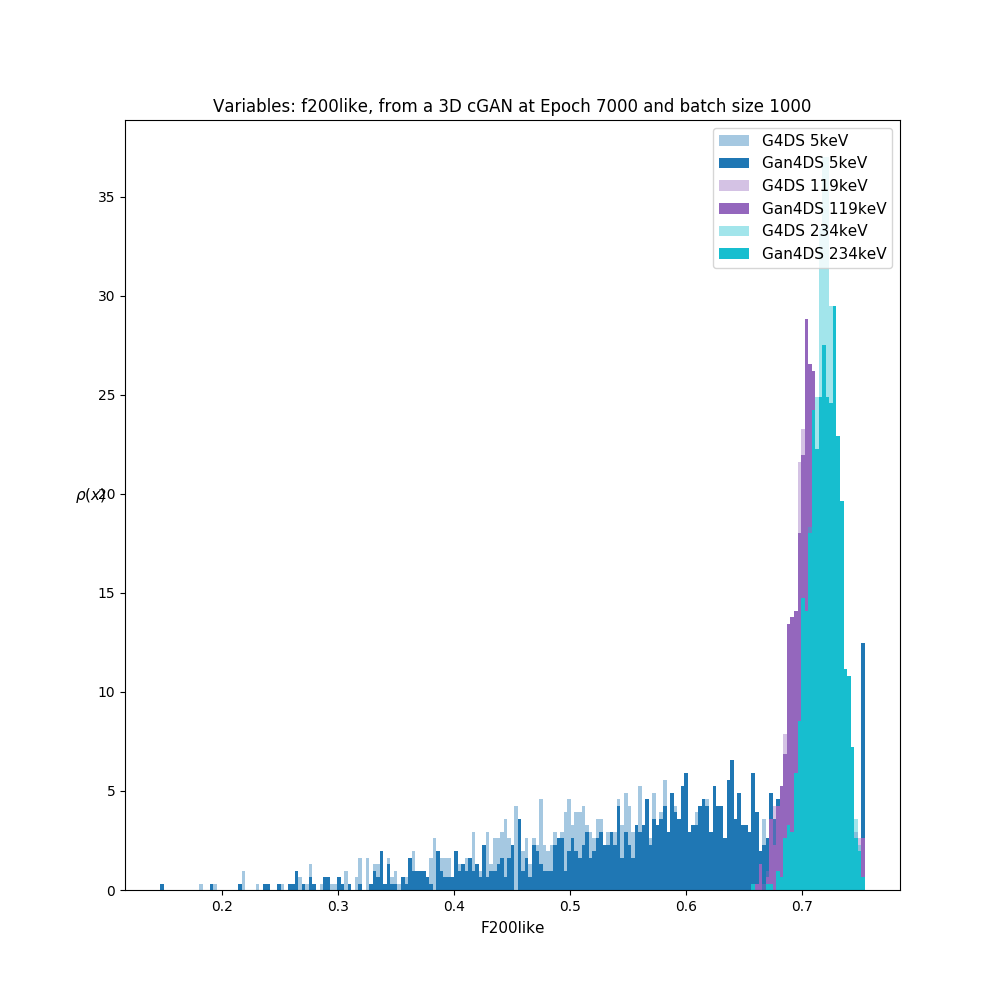 Variables: f200like, from a 3D cGAN at Epoch 7000 and batch size 1000
G4DS 5keV
Gan4DS 5keV
G4DS 119keV
Gan4DS 119keV
G4DS 234keV
Gan4DS 234keV
35
30
25
ρ(x) 20
15
10
5
0
0.2 0.3 0.4 0.5 0.6 0.7
F200like